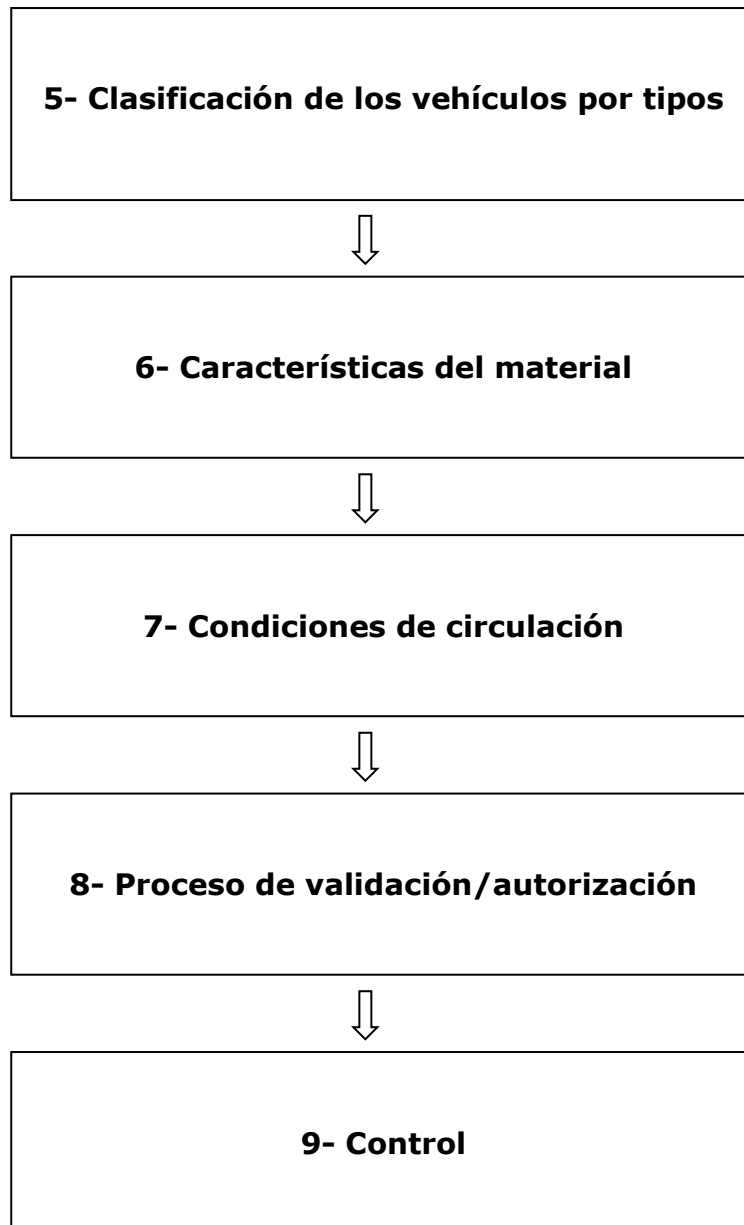 5- Clasificación de los vehículos por tipos
6- Características del material
7- Condiciones de circulación
8- Proceso de validación/autorización
9- Control